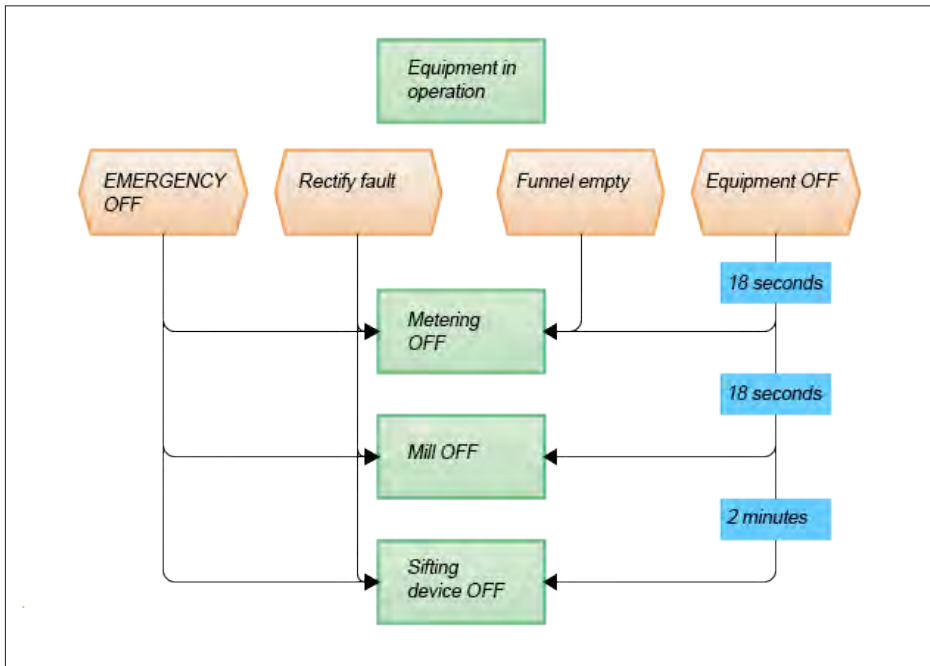 Equipment in
operation
EMERGENCY
OFF
Rectify fault
Funnel empty
Equipment OFF
18 seconds
Metering
OFF
18 seconds
Mill OFF
2 minutes
Sifting
device OFF